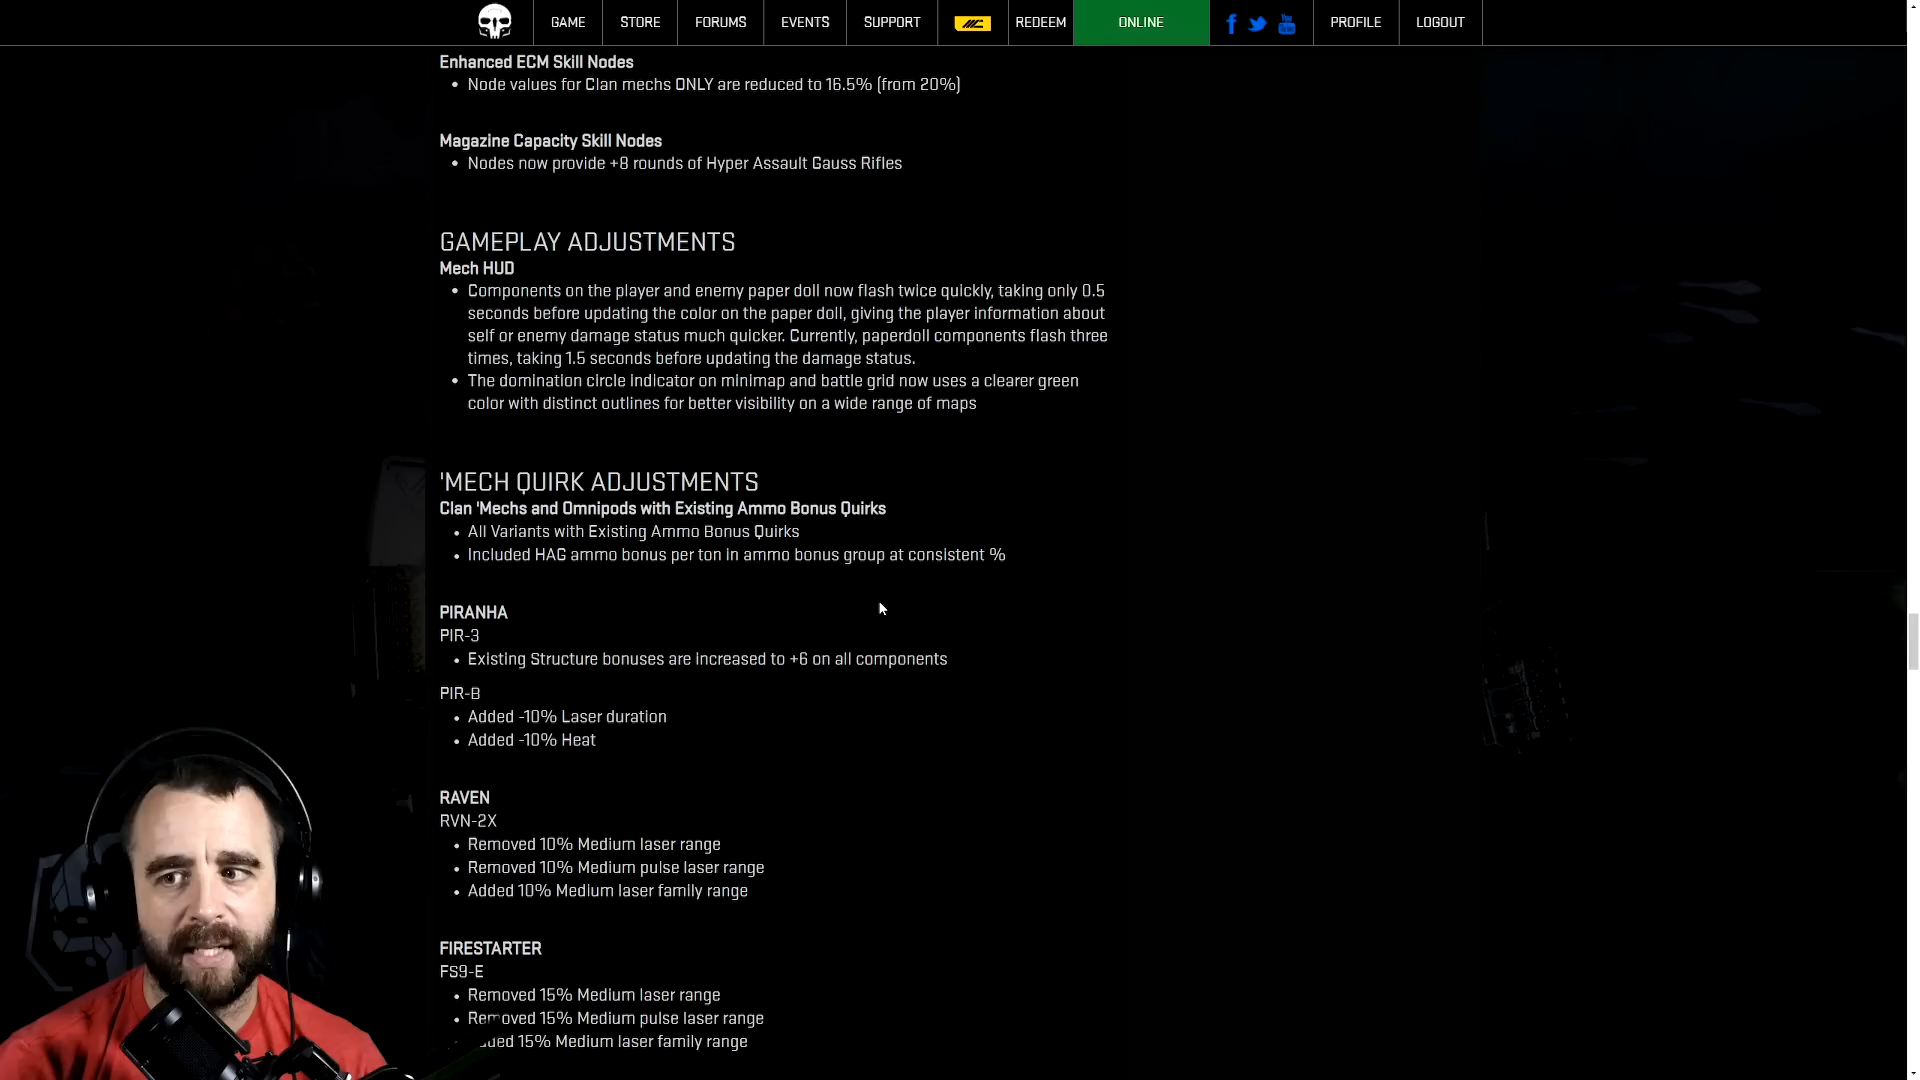 GAME STORE FORUMS EVENTS SUPPORT MC REDEEM ONLINE PROFILE LOGOUT
Enhanced ECM Skill Nodes
• Node values for Clan mechs ONLY are reduced to 16.5% (from 20%)
Magazine Capacity Skill Nodes
• Nodes now provide +8 rounds of Hyper Assault Gauss Rifles
GAMEPLAY ADJUSTMENTS
Mech HUD
• Components on the player and enemy paper doll now flash twice quickly, taking only 0.5
seconds before updating the color on the paper doll, giving the player information about
self or enemy damage status much quicker. Currently, paperdoll components flash three
times, taking 1.5 seconds before updating the damage status.
• The domination circle indicator on minimap and battle grid now uses a clearer green
color with distinct outlines for better visibility on a wide range of maps
'MECH QUIRK ADJUSTMENTS
Clan 'Mechs and Omnipods with Existing Ammo Bonus Quirks
• All Variants with Existing Ammo Bonus Quirks
• Included HAG ammo bonus per ton in ammo bonus group at consistent %
PIRANHA
PIR-3
• Existing Structure bonuses are increased to +6 on all components
PIR-B
• Added -10% Laser duration
• Added -10% Heat
RAVEN
RVN-2X
• Removed 10% Medium laser range
• Removed 10% Medium pulse laser range
• Added 10% Medium laser family range
FIRESTARTER
FS9-E
• Removed 15% Medium laser range
• Removed 15% Medium pulse laser range
Added 15% Medium laser family range